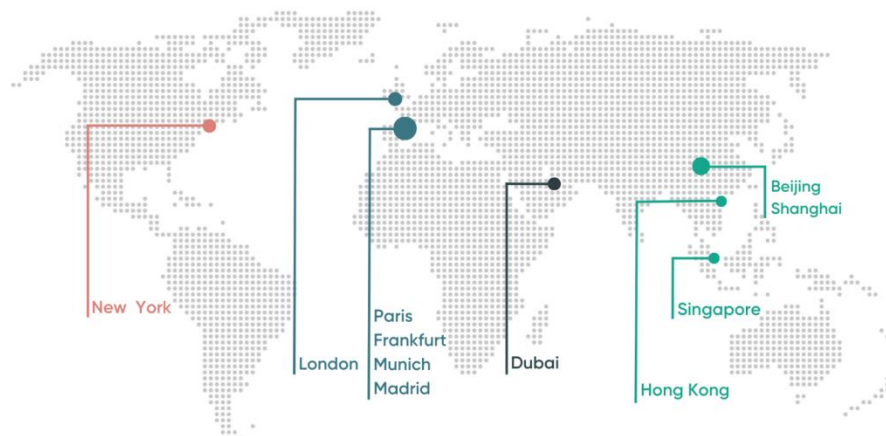 New York
London
Paris
Frankfurt
Munich
Madrid
Dubai
Beijing
Shanghai
Singapore
Hong Kong